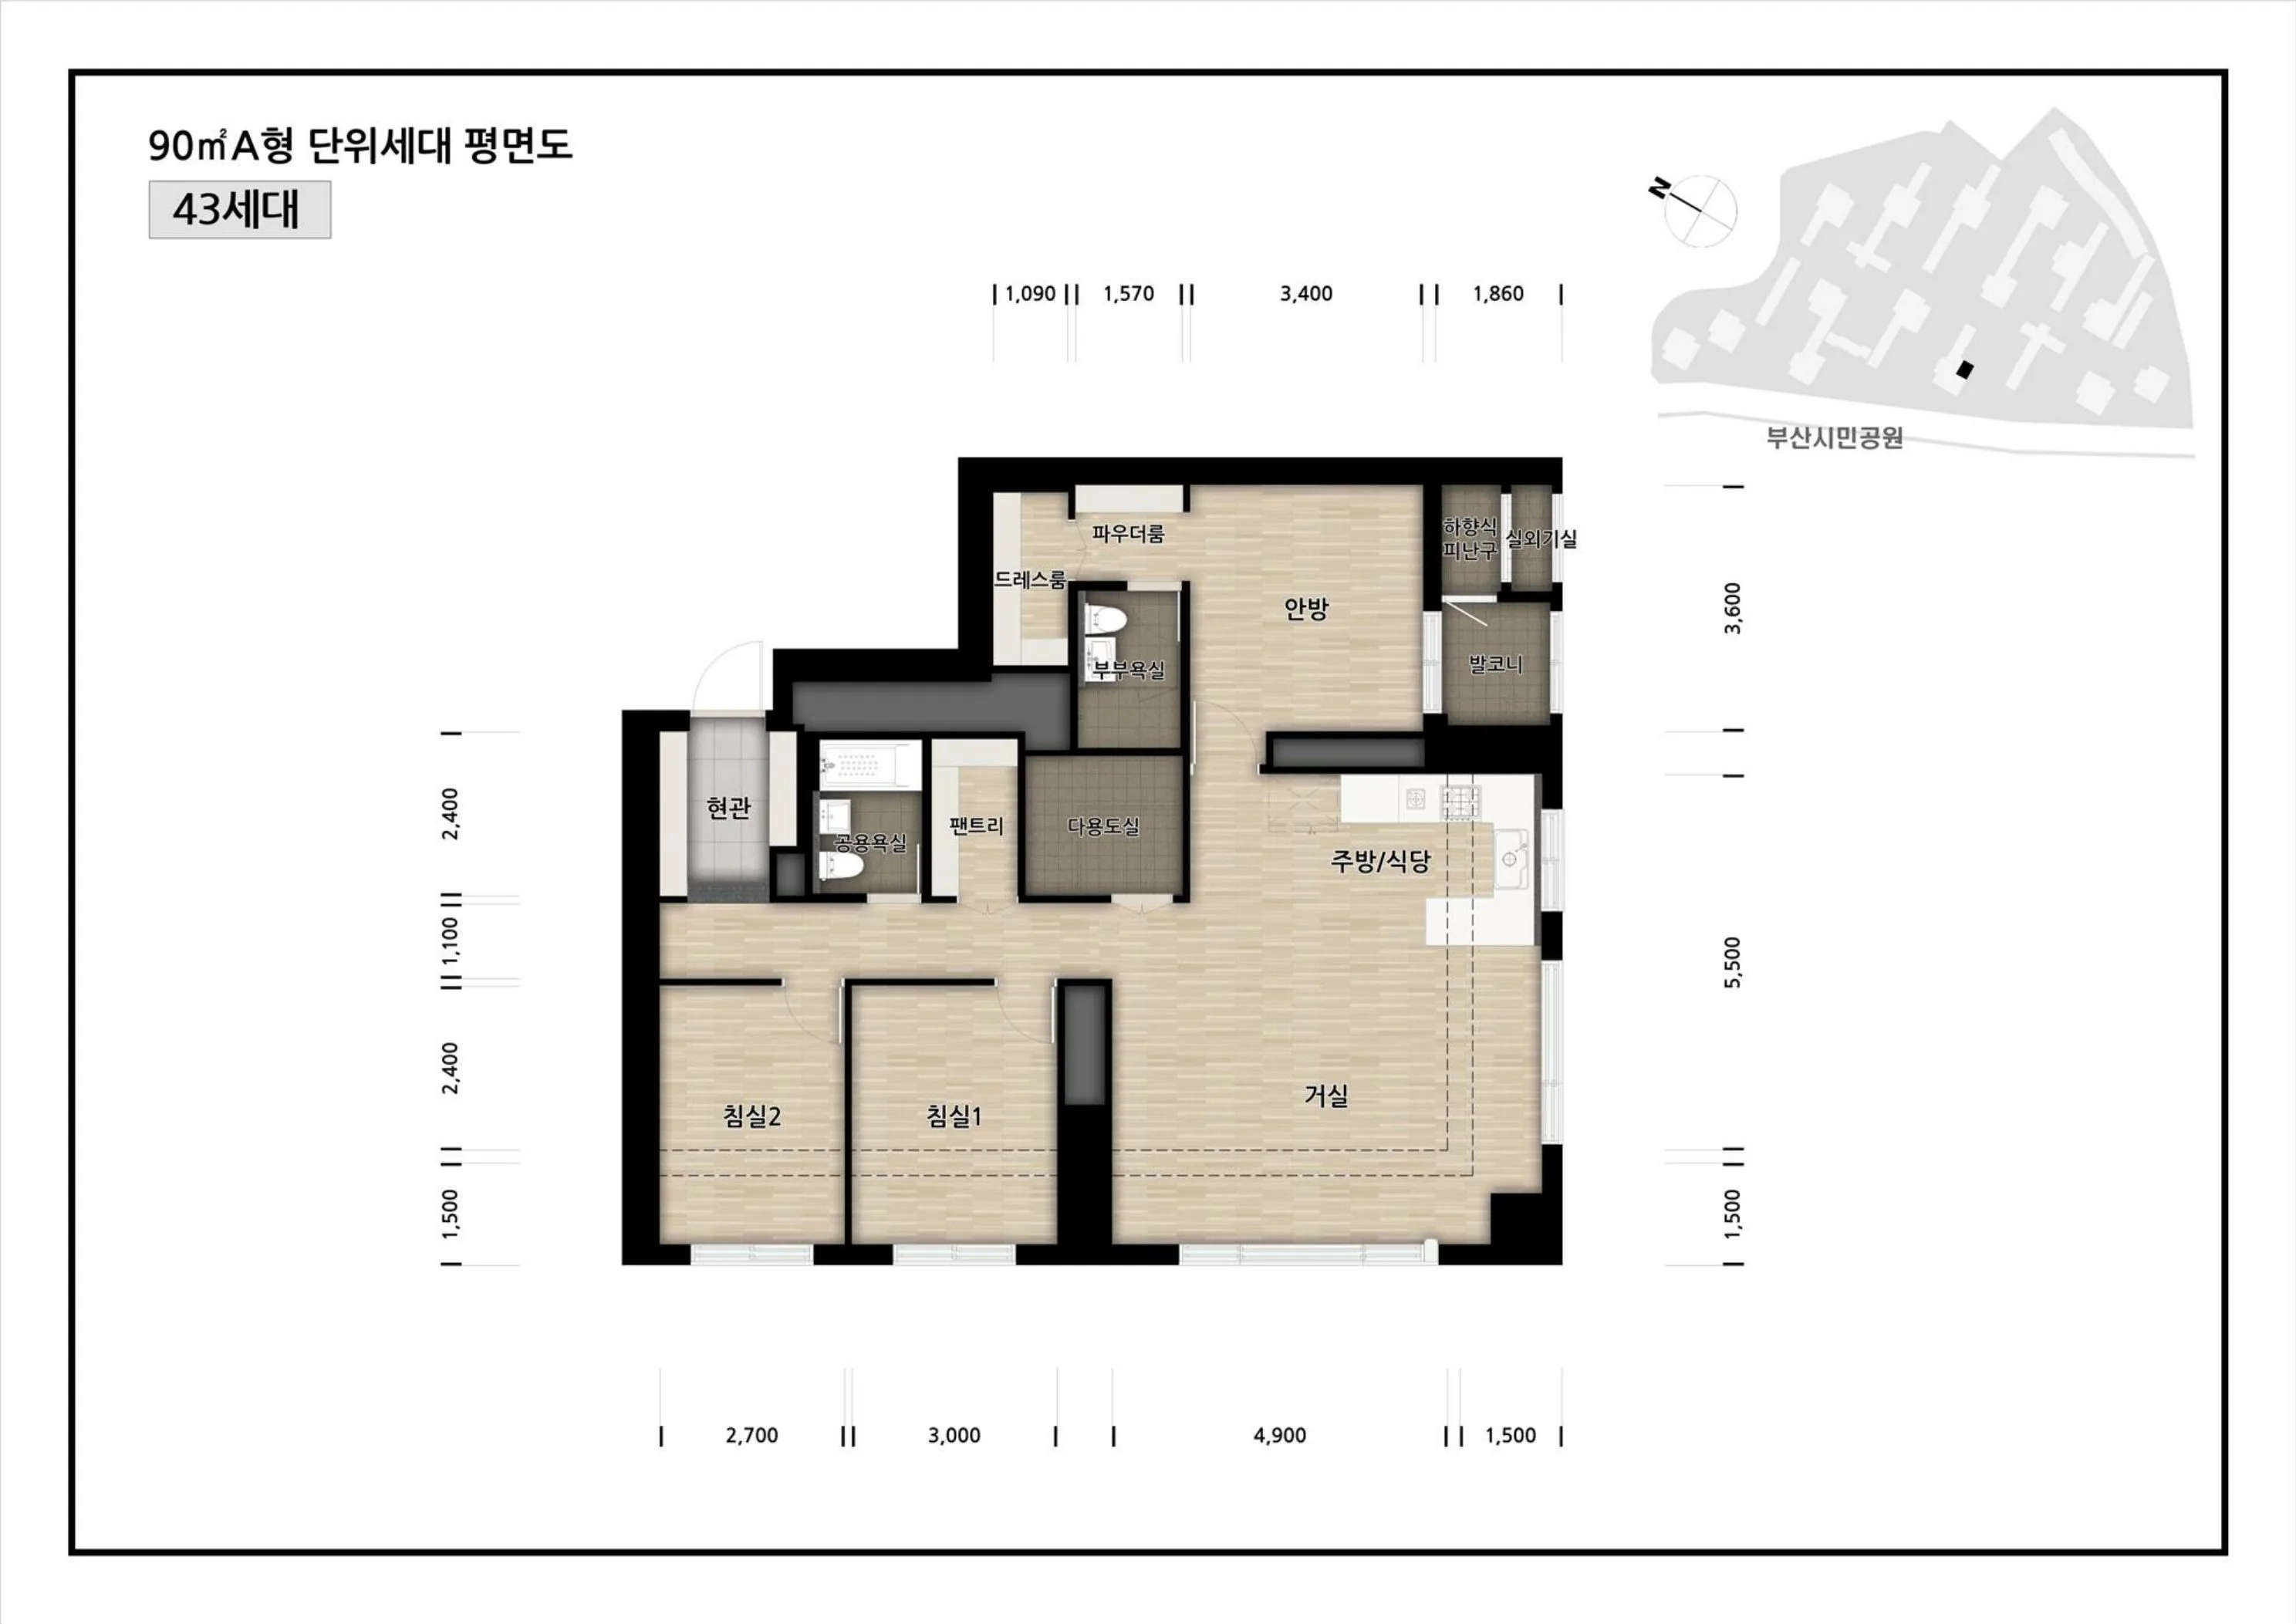 90㎡A형 단위세대 평면도
43세대
N
부산시민공원
1,090
1,570
3,400
1,860
파우더룸
드레스룸
안방
하향식
피난구
실외기실
부부욕실
발코니
3,600
현관
공용욕실
팬트리
다용도실
주방/식당
2,400
1,100
5,500
침실2
침실1
거실
2,400
1,500
1,500
2,700
3,000
4,900
1,500